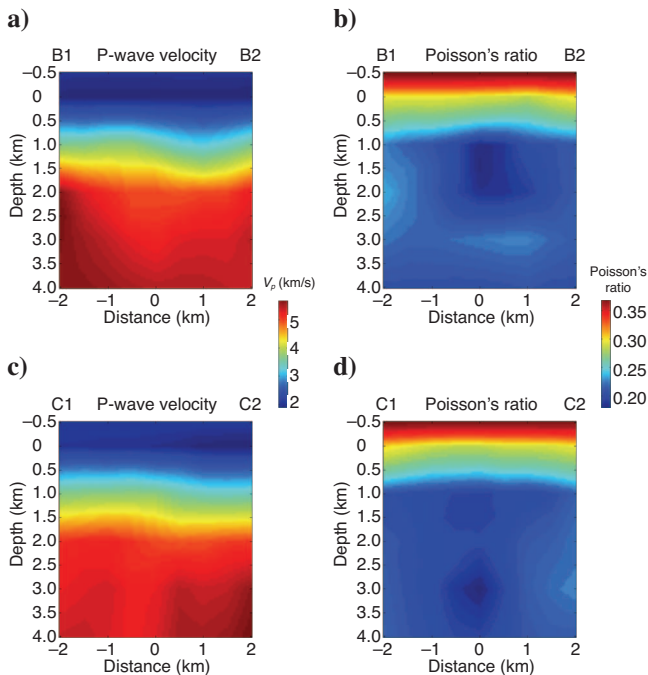 a)
B1 P-wave velocity B2
−0.5
0
0.5
1.0
1.5
2.0
2.5
3.0
3.5
4.0
Depth (km)
−2 −1 0 1 2
Distance (km)
b)
B1 Poisson's ratio B2
−0.5
0
0.5
1.0
1.5
2.0
2.5
3.0
3.5
4.0
Depth (km)
−2 −1 0 1 2
Distance (km)
Vp (km/s)
5
4
3
2
Poisson's
ratio
0.35
0.30
0.25
0.20
c)
C1 P-wave velocity C2
−0.5
0
0.5
1.0
1.5
2.0
2.5
3.0
3.5
4.0
Depth (km)
−2 −1 0 1 2
Distance (km)
d)
C1 Poisson's ratio C2
−0.5
0
0.5
1.0
1.5
2.0
2.5
3.0
3.5
4.0
Depth (km)
−2 −1 0 1 2
Distance (km)